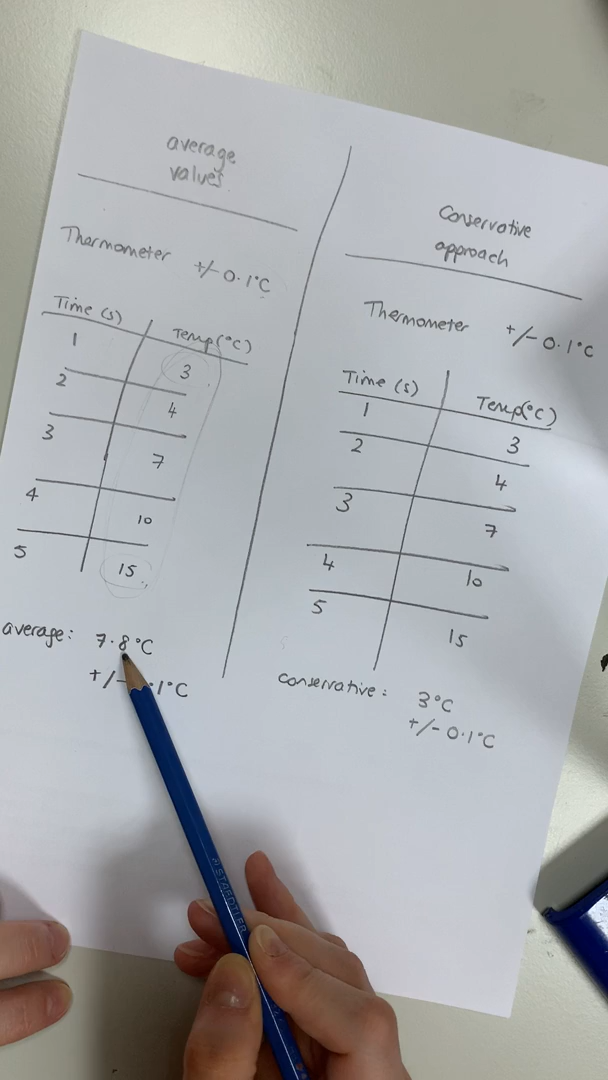 average
values
Thermometer +/- 0.1°C
Time (s) Temp(°C)
1 3
2 4
3 7
4 10
5 15
average: 7.8°C
+/- .1°C
Conservative
approach
Thermometer +/- 0.1°C
Time (s) Temp(°C)
1 3
2 4
3 7
4 10
5 15
conservative: 3°C
+/- 0.1°C
STAEDTLER